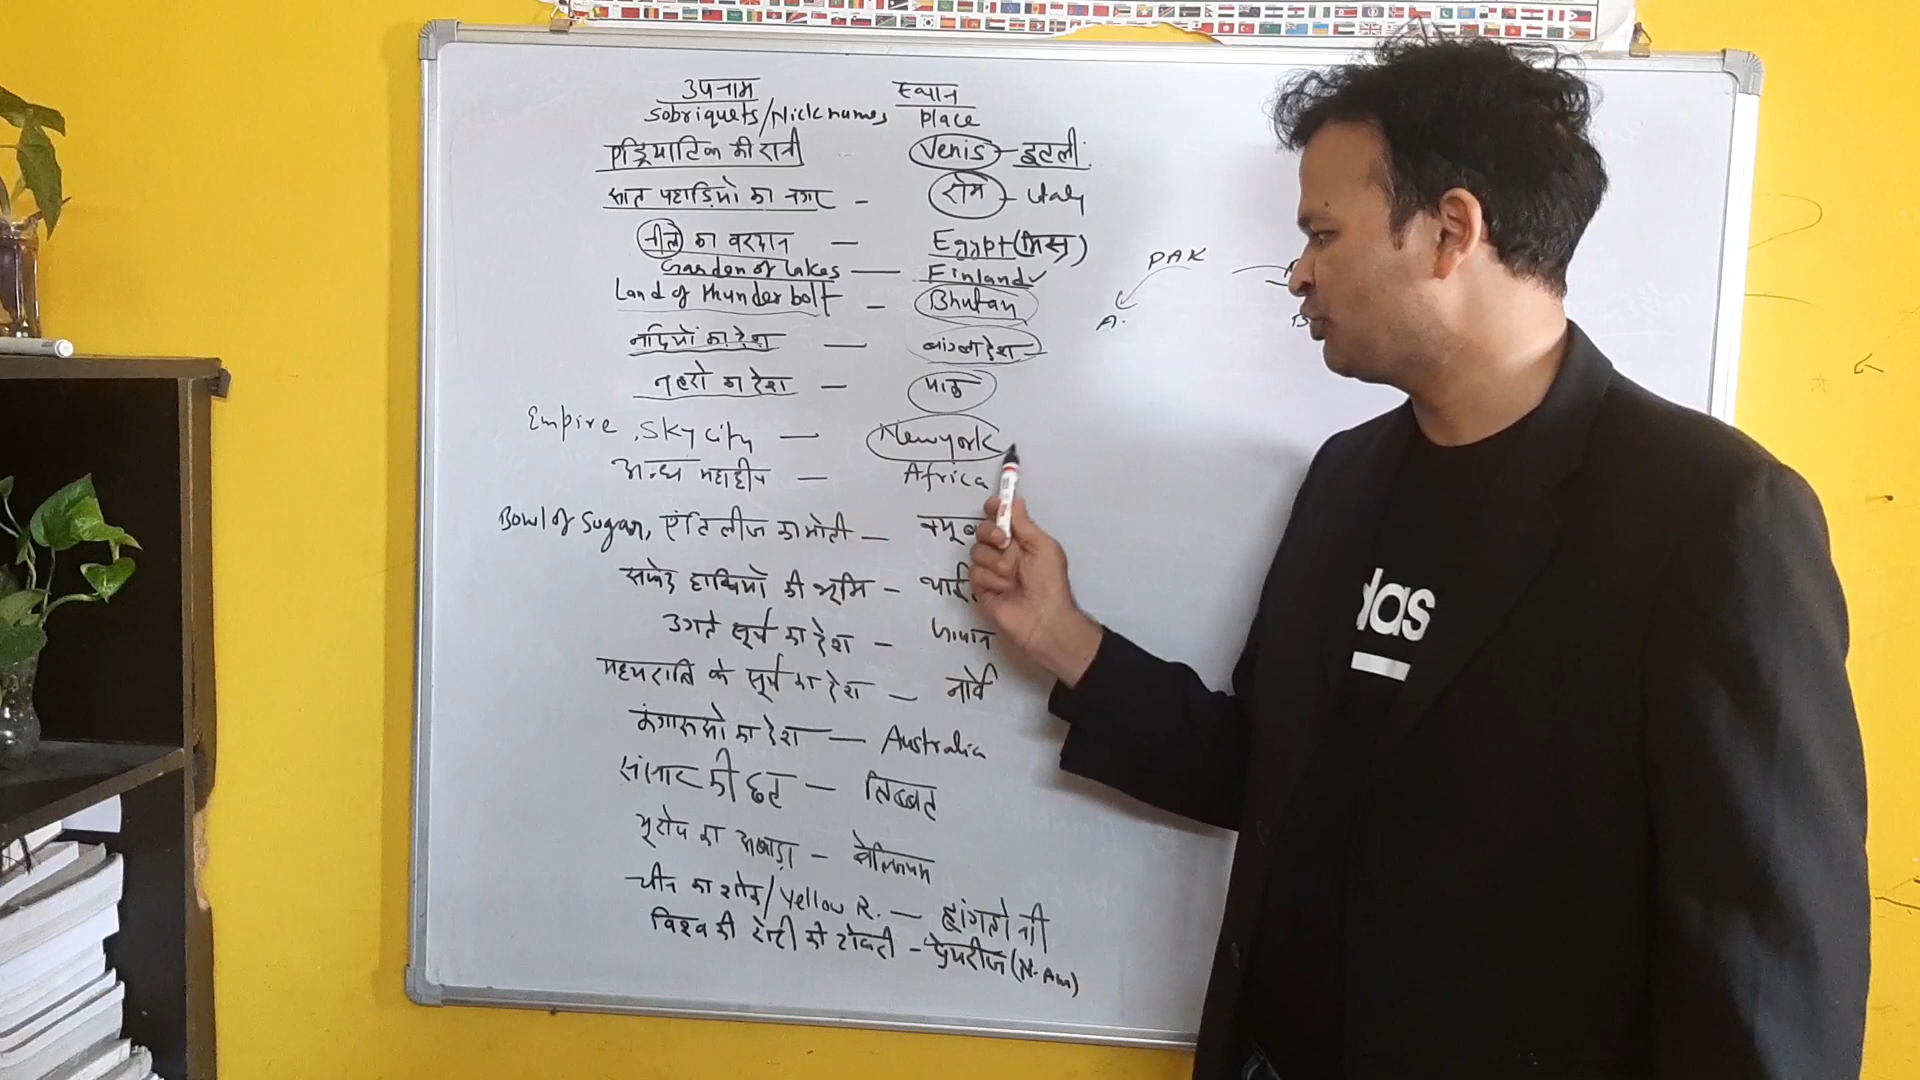 उपनाम स्थान
Sobriquets/Nick names Place
एड्रियाटिक की रानी Venis - इटली
सात पहाड़ियों का नगर - रोम - Italy
नील का वरदान — Egypt (मिस्र)
Garden of Lakes — Finland
Land of thunder bolt - Bhutan
नदियों का देश — बांग्लादेश
नहरों का देश — पाक
PAK
A.
B
Empire, Sky City — Newyork
अन्ध महाद्वीप — Africa
Bowl of Sugar, एंटिलीज का मोती — क्यूबा
सफेद हाथियों की भूमि - थाई
उगते सूर्य का देश - जापान
मध्यरात्रि के सूर्य का देश - नार्वे
कंगारूओ का देश — Australia
संसार की छत — तिब्बत
यूरोप का अखाड़ा - बेल्जियम
चीन का शोक/Yellow R. — ह्वांगहो नदी
विश्व की रोटी की टोकरी - प्रेयरीज (N. Am)
das